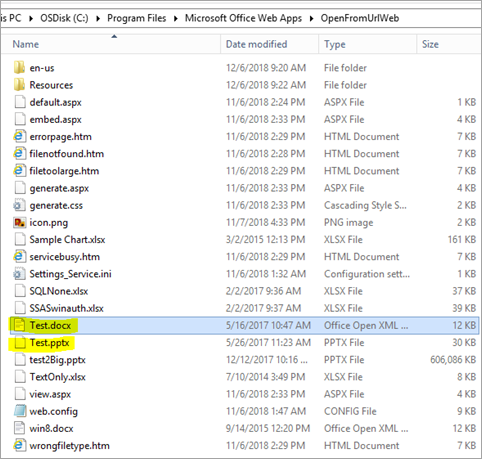 is PC ▸ OSDisk (C:) ▸ Program Files ▸ Microsoft Office Web Apps ▸ OpenFromUrlWeb
Name Date modified Type Size
en-us 12/6/2018 9:20 AM File folder
Resources 12/6/2018 9:22 AM File folder
default.aspx 11/6/2018 2:24 PM ASPX File 1 KB
embed.aspx 11/6/2018 2:33 PM ASPX File 4 KB
errorpage.htm 11/6/2018 2:29 PM HTML Document 7 KB
filenotfound.htm 11/6/2018 2:29 PM HTML Document 7 KB
filetoolarge.htm 11/6/2018 2:29 PM HTML Document 7 KB
generate.aspx 11/6/2018 2:33 PM ASPX File 4 KB
generate.css 11/6/2018 2:33 PM Cascading Style S... 2 KB
icon.png 11/7/2018 4:33 PM PNG image 2 KB
Sample Chart.xlsx 3/2/2015 12:13 PM XLSX File 161 KB
servicebusy.htm 11/6/2018 2:29 PM HTML Document 7 KB
Settings_Service.ini 11/6/2018 1:32 AM Configuration sett... 1 KB
SQLNone.xlsx 2/2/2017 9:36 AM XLSX File 37 KB
SSASwinauth.xlsx 2/2/2017 9:37 AM XLSX File 39 KB
Test.docx 5/16/2017 10:47 AM Office Open XML ... 12 KB
Test.pptx 5/26/2017 11:23 AM PPTX File 30 KB
test2Big.pptx 12/12/2017 10:16 ... PPTX File 606,086 KB
TextOnly.xlsx 7/10/2014 3:49 PM XLSX File 8 KB
view.aspx 11/6/2018 2:33 PM ASPX File 4 KB
web.config 11/6/2018 1:47 AM CONFIG File 4 KB
win8.docx 9/14/2015 12:20 PM Office Open XML ... 12 KB
wrongfiletype.htm 11/6/2018 2:29 PM HTML Document 7 KB